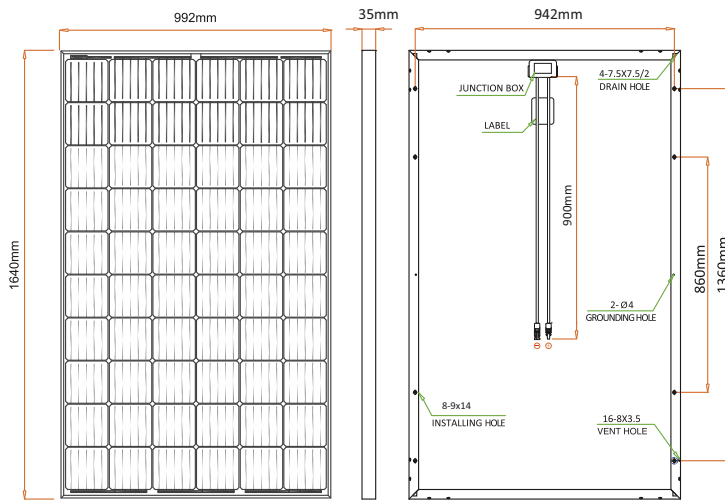 992mm
35mm
942mm
4-7.5X7.5/2
DRAIN HOLE
JUNCTION BOX
LABEL
900mm
1640mm
860mm
1360mm
2-Ø4
GROUNDING HOLE
8-9x14
INSTALLING HOLE
16-8X3.5
VENT HOLE